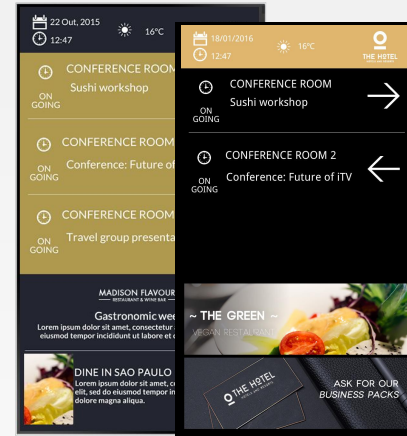 22 Out, 2015
12:47
16°C
CONFERENCE ROOM
Sushi workshop
ON
GOING
CONFERENCE ROOM
Conference: Future of
ON
GOING
CONFERENCE ROOM
Travel group presenta
ON
GOING
MADISON FLAVOUR
RESTAURANT & WINE BAR
Gastronomic wee
Lorem ipsum dolor sit amet, consectetur
eiusmod tempor incididunt ut labore et
DINE IN SAO PAULO
Lorem ipsum dolor sit amet, c
elit, sed do eiusmod tempor in
dolore magna aliqua.
18/01/2016
12:47
16°C
THE HOTEL
CONFERENCE ROOM
Sushi workshop
ON
GOING
CONFERENCE ROOM 2
Conference: Future of iTV
ON
GOING
~ THE GREEN ~
VEGAN RESTAURANT
THE HOTEL
ASK FOR OUR
BUSINESS PACKS